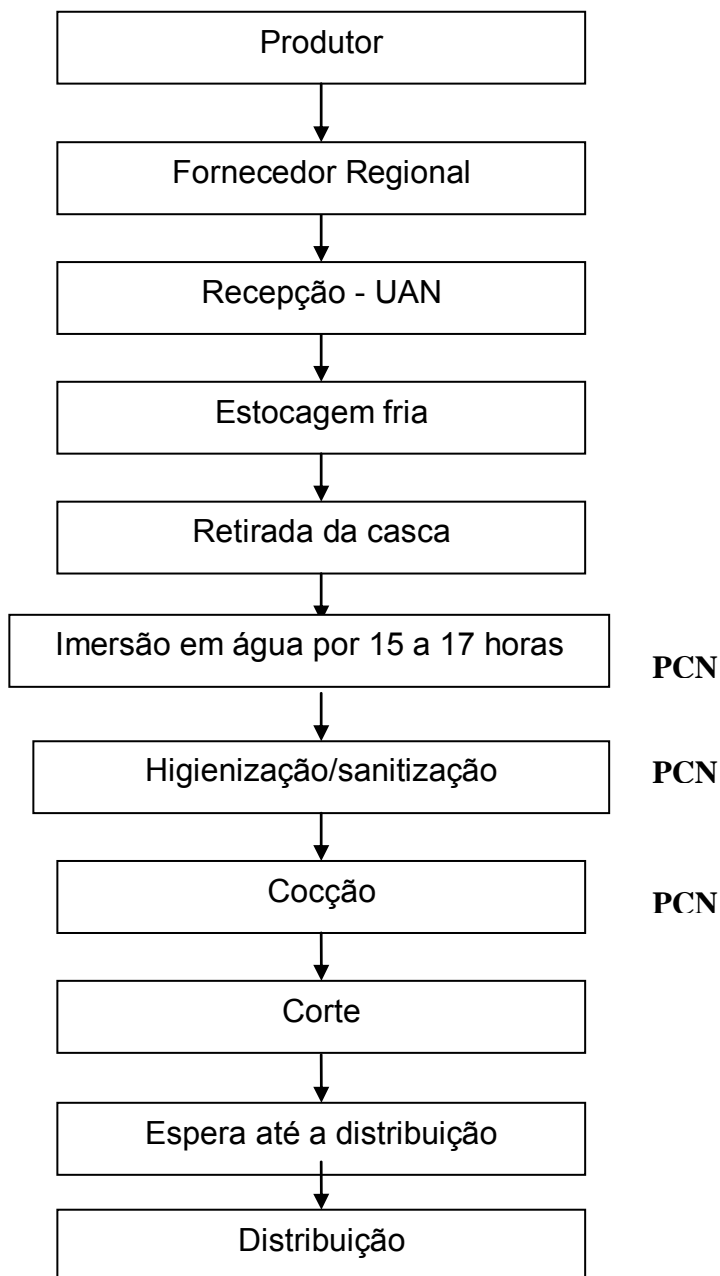 Produtor
Fornecedor Regional
Recepção - UAN
Estocagem fria
Retirada da casca
Imersão em água por 15 a 17 horas
PCN
Higienização/sanitização
PCN
Cocção
PCN
Corte
Espera até a distribuição
Distribuição